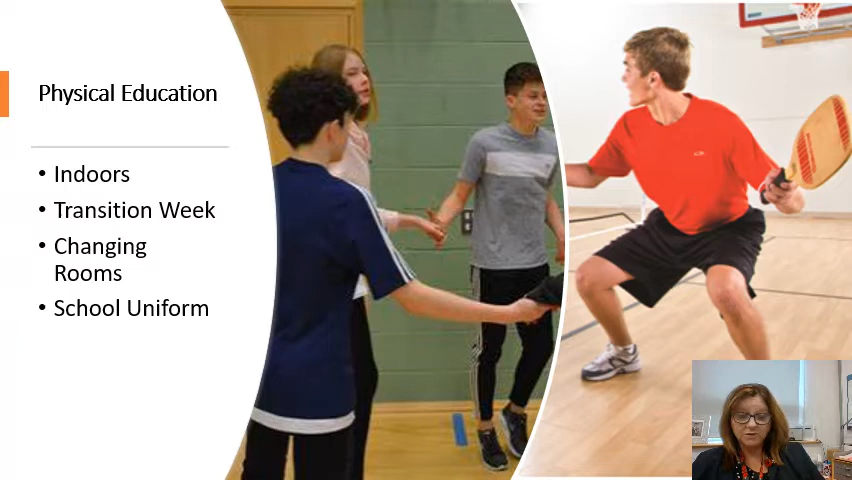 Physical Education
• Indoors
• Transition Week
• Changing
Rooms
• School Uniform